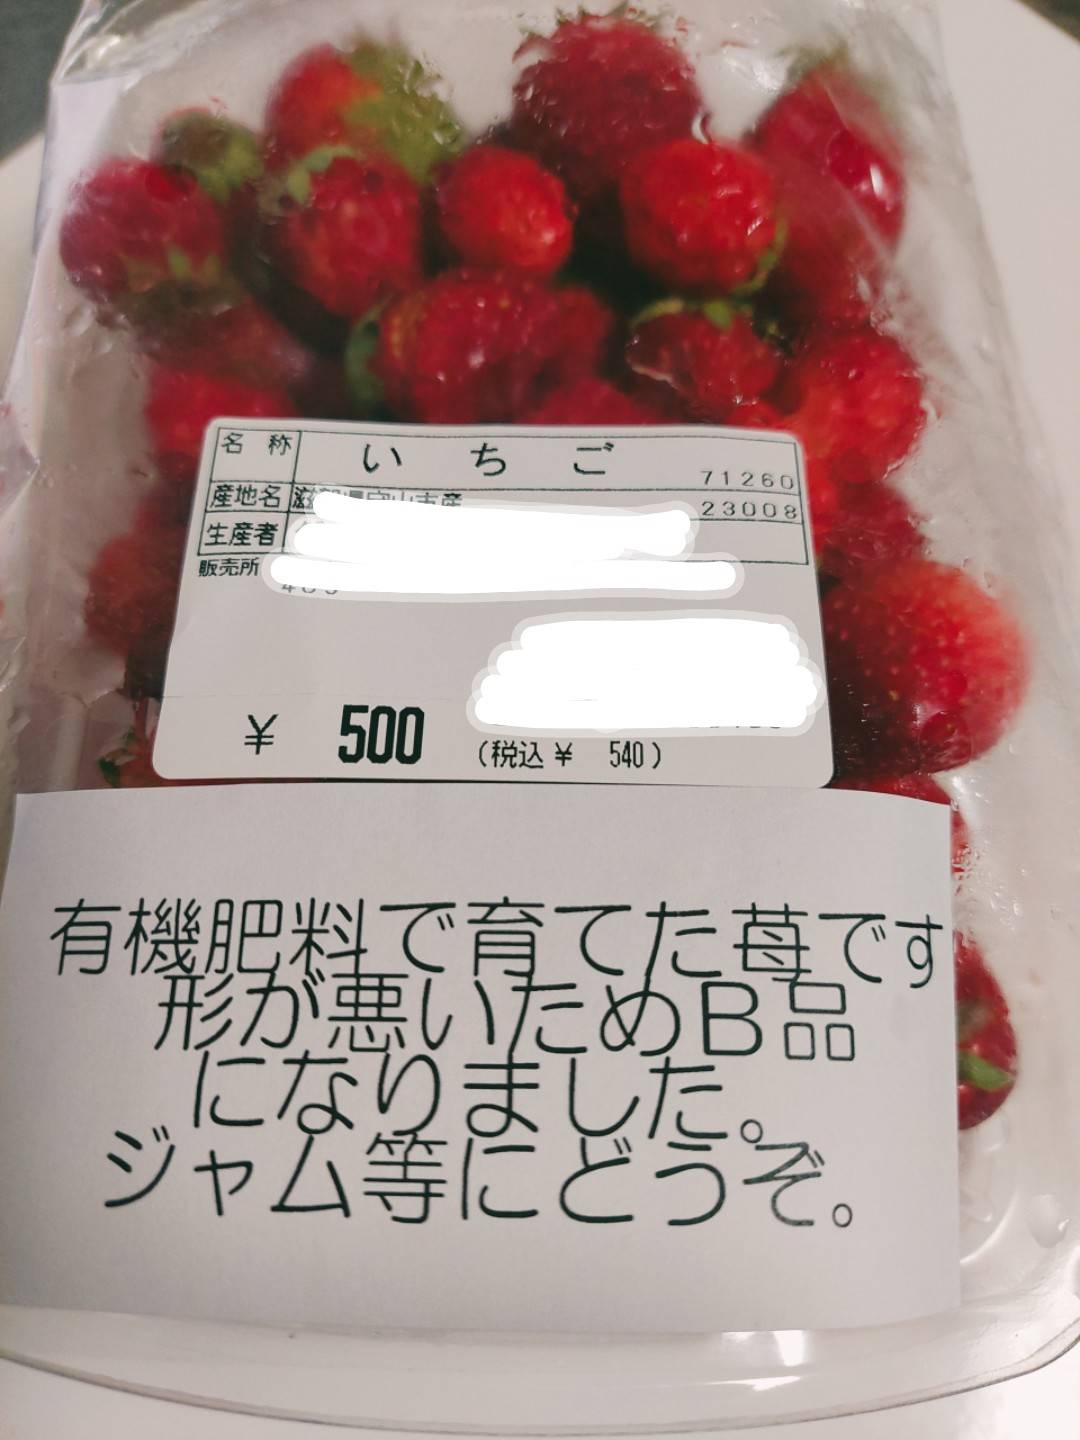 名称 いちご 71260
産地名 23008
生産者
販売所
¥ 500 (税込¥ 540)
有機肥料で育てた苺です
形が悪いためB品
になりました。
ジャム等にどうぞ。